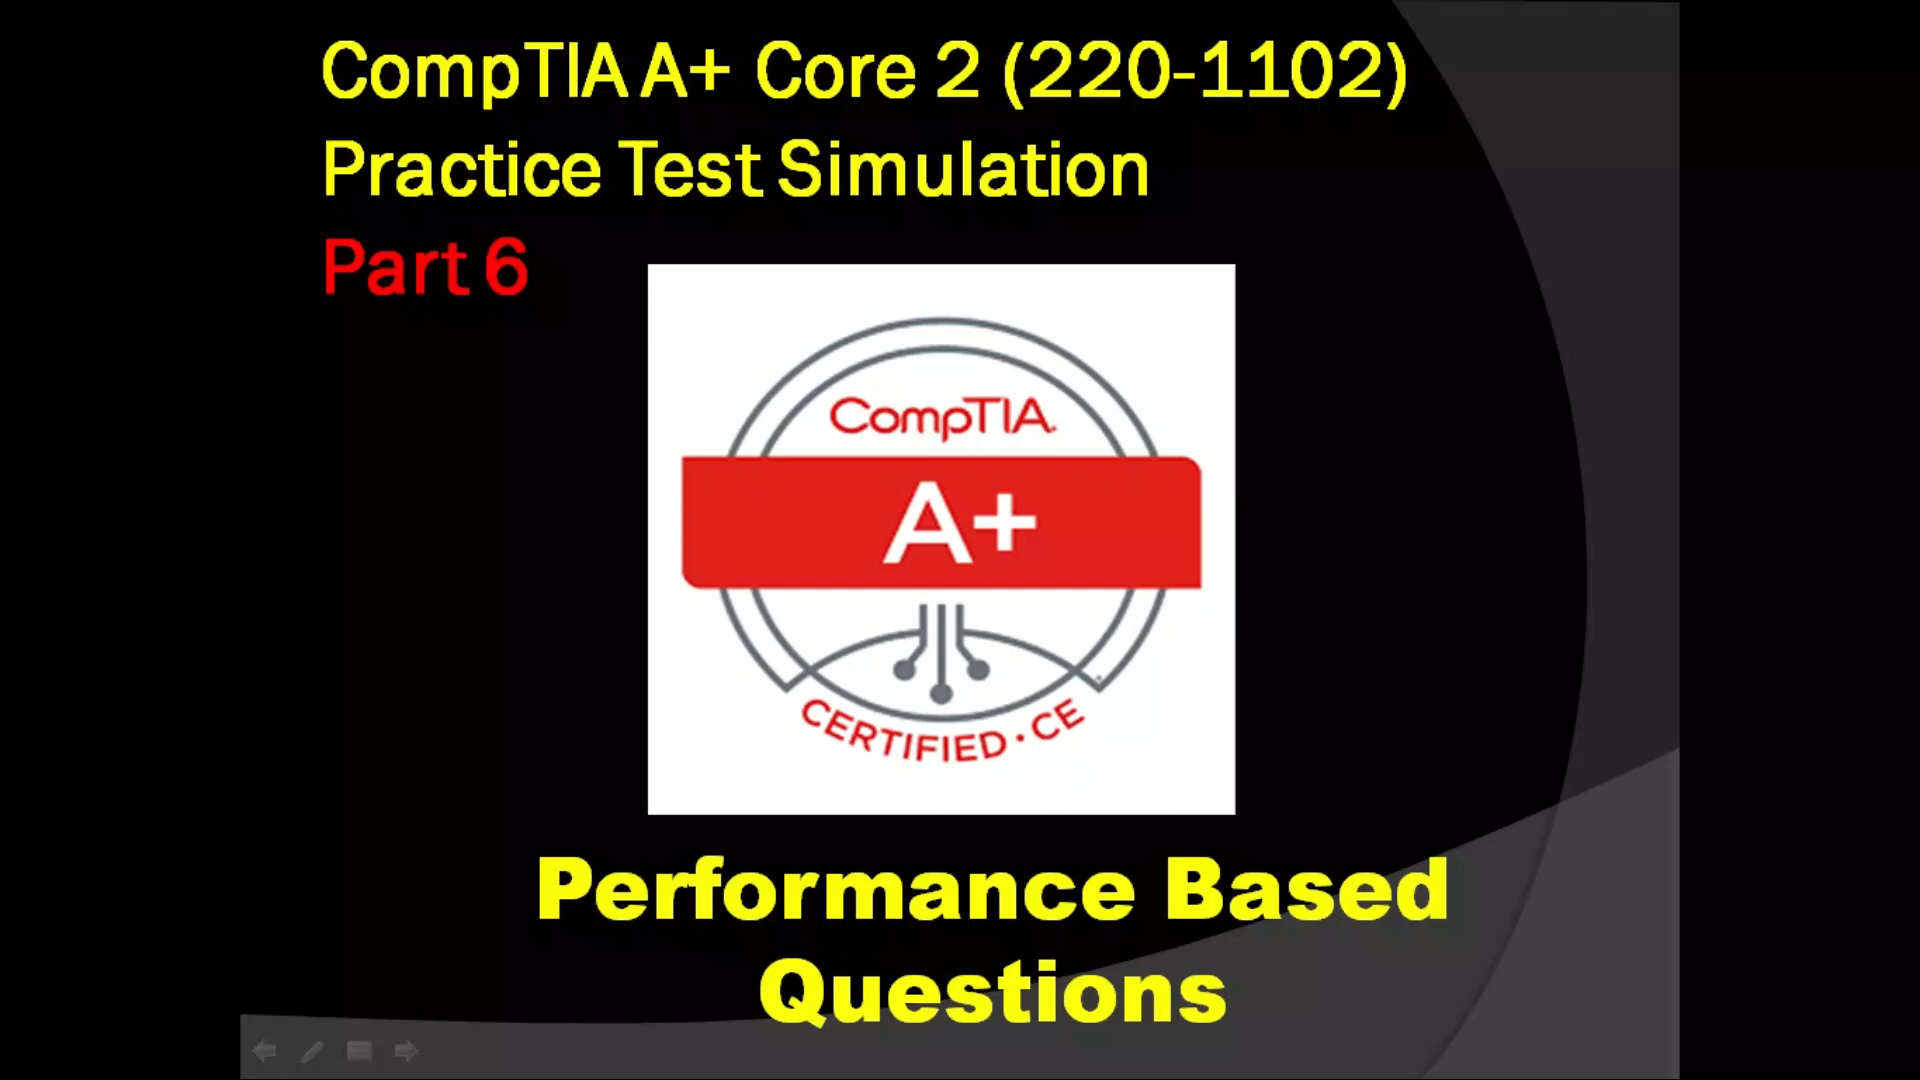 CompTIA A+ Core 2 (220-1102)
Practice Test Simulation
Part 6
CompTIA.
A+
CERTIFIED · CE
Performance Based
Questions